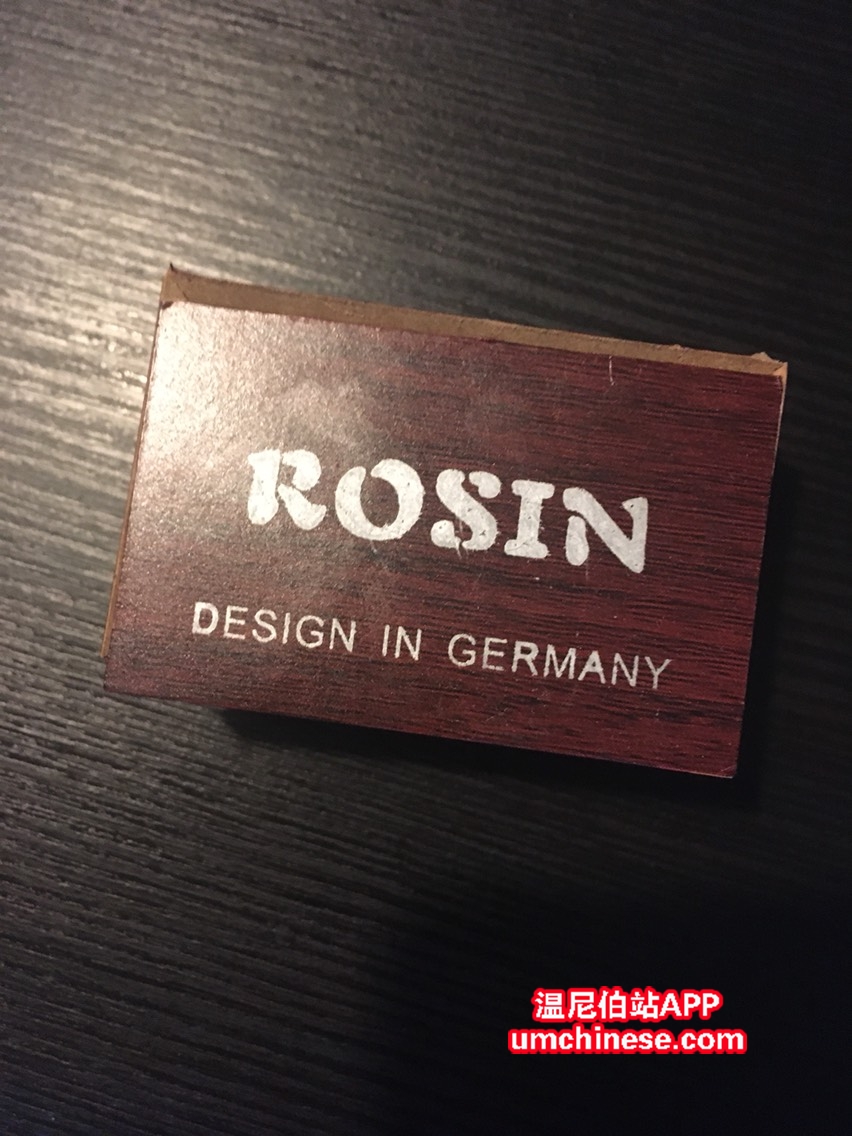 ROSIN
DESIGN IN GERMANY
温尼伯站APP
umchinese.com